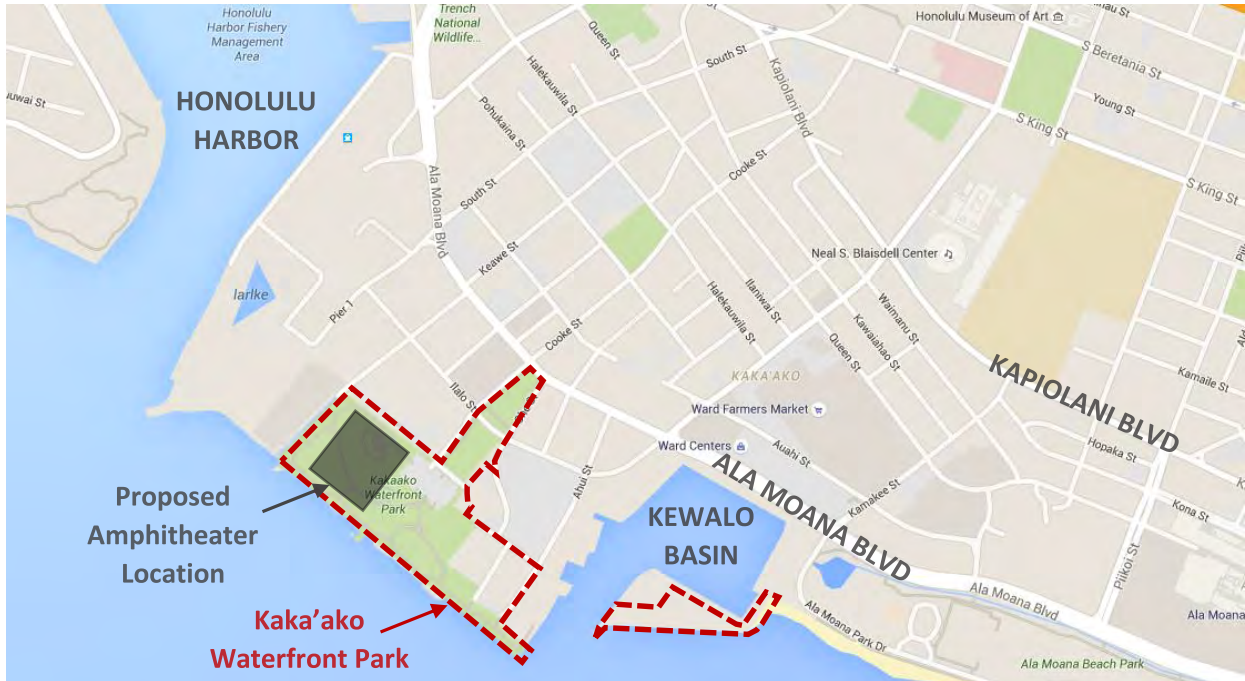 Honolulu
Harbor Fishery
Management
Area
Trench
National
Wildlife...
Honolulu Museum of Art
S Beretania St
Young St
S King St
S King St
HONOLULU
HARBOR
Queen St
South St
Kapiolani Blvd
Halekauwila St
Pohukaina St
Cooke St
Ala Moana Blvd
South St
Keawe St
Neal S. Blaisdell Center
Iarlke
Pier 1
Cooke St
Ilaniwai St
Halekauwila St
Waimanu St
Kawaiahao St
Queen St
KAKA'AKO
KAPIOLANI BLVD
Kamaile St
Ilalo St
Ward Farmers Market
Ward Centers
Auahi St
Hopaka St
ALA MOANA BLVD
Kamakee St
Kona St
Ahui St
Kakaako
Waterfront
Park
Proposed
Amphitheater
Location
KEWALO
BASIN
Piikoi St
Ala Moana Blvd
Ala Moana
Ala Moana Park Dr
Kaka’ako
Waterfront Park
Ala Moana Beach Park